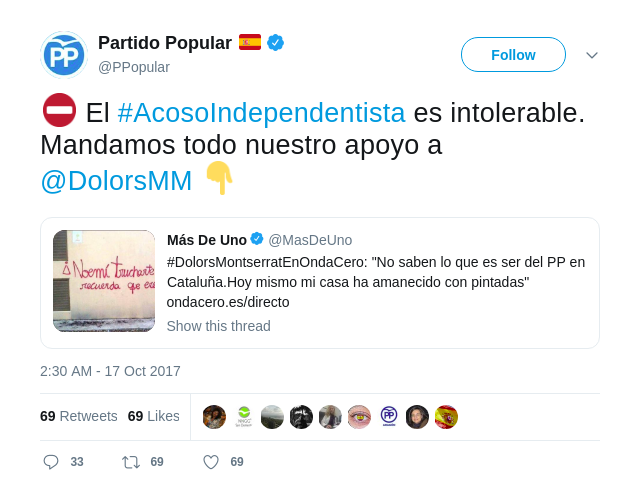 Partido Popular
@PPopular
Follow
El #AcosoIndependentista es intolerable.
Mandamos todo nuestro apoyo a
@DolorsMM
Más De Uno @MasDeUno
#DolorsMontserratEnOndaCero: "No saben lo que es ser del PP en
Cataluña.Hoy mismo mi casa ha amanecido con pintadas"
ondacero.es/directo
Show this thread
2:30 AM - 17 Oct 2017
69 Retweets 69 Likes
33 69 69
PP
recuerda que
PP